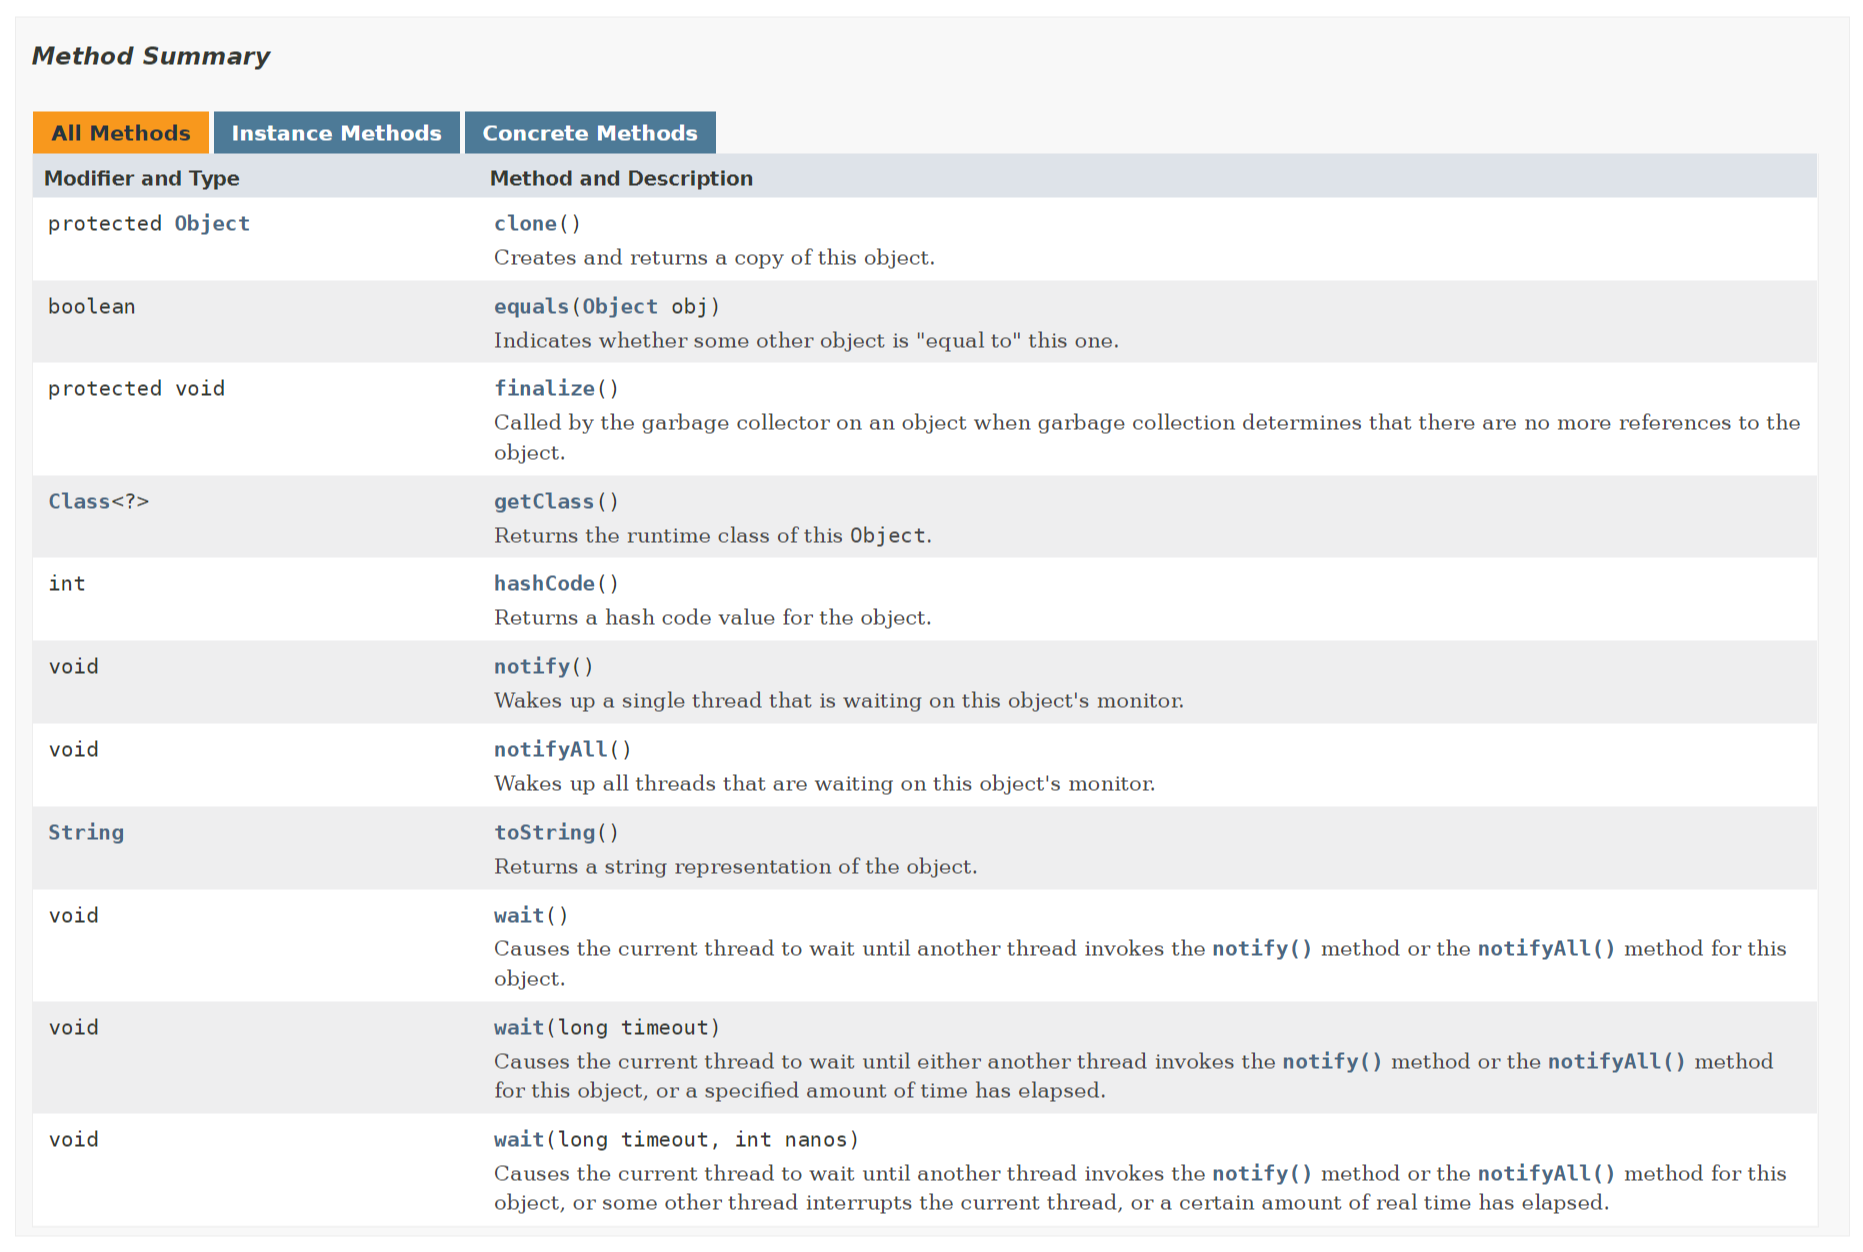 Method Summary
All Methods Instance Methods Concrete Methods
Modifier and Type Method and Description
protected Object clone()
Creates and returns a copy of this object.
boolean equals(Object obj)
Indicates whether some other object is "equal to" this one.
protected void finalize()
Called by the garbage collector on an object when garbage collection determines that there are no more references to the
object.
Class<?> getClass()
Returns the runtime class of this Object.
int hashCode()
Returns a hash code value for the object.
void notify()
Wakes up a single thread that is waiting on this object's monitor.
void notifyAll()
Wakes up all threads that are waiting on this object's monitor.
String toString()
Returns a string representation of the object.
void wait()
Causes the current thread to wait until another thread invokes the notify() method or the notifyAll() method for this
object.
void wait(long timeout)
Causes the current thread to wait until either another thread invokes the notify() method or the notifyAll() method
for this object, or a specified amount of time has elapsed.
void wait(long timeout, int nanos)
Causes the current thread to wait until another thread invokes the notify() method or the notifyAll() method for this
object, or some other thread interrupts the current thread, or a certain amount of real time has elapsed.